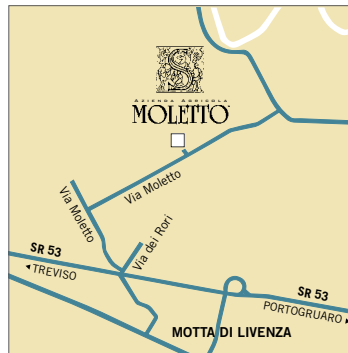 S
AZIENDA AGRICOLA
MOLETTO
Via Moletto
Via Moletto
Via dei Rori
SR 53
TREVISO
SR 53
PORTOGRUARO
MOTTA DI LIVENZA